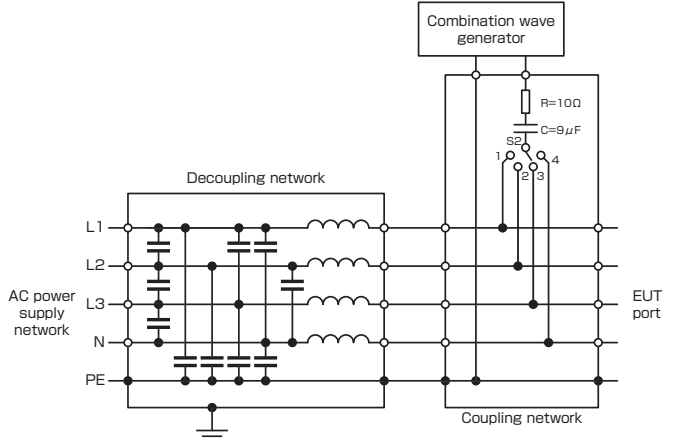 Combination wave
generator
R=10Ω
C=9μF
S2
1
4
2
3
Decoupling network
L1
L2
L3
N
PE
AC power
supply
network
EUT
port
Coupling network